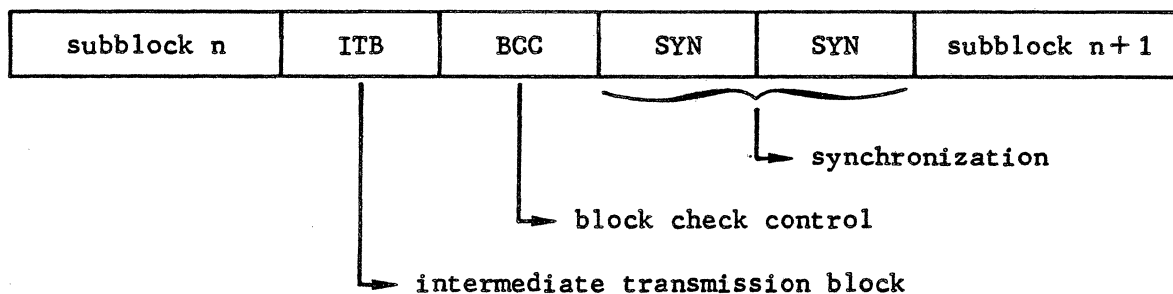 subblock n ITB BCC SYN SYN subblock n+1
synchronization
block check control
intermediate transmission block